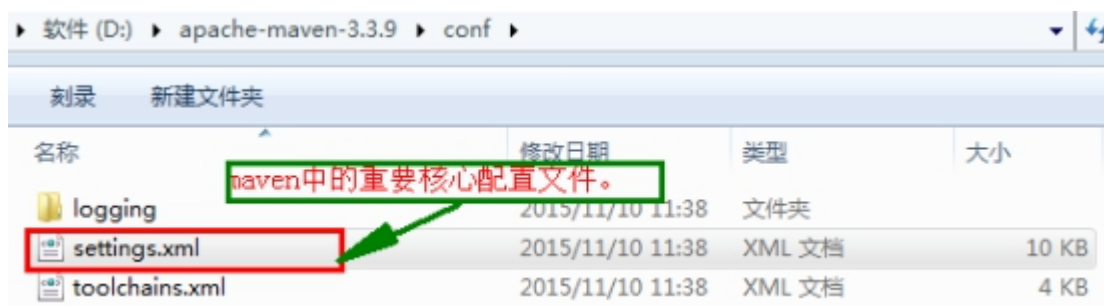 软件 (D:) ▸ apache-maven-3.3.9 ▸ conf ▸
刻录 新建文件夹
名称 修改日期 类型 大小
maven中的重要核心配置文件。
logging 2015/11/10 11:38 文件夹
settings.xml 2015/11/10 11:38 XML 文档 10 KB
toolchains.xml 2015/11/10 11:38 XML 文档 4 KB